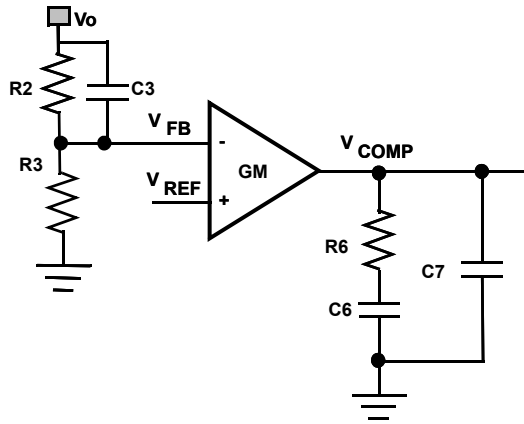 Vo
R2
C3
V FB
-
R3
GM
V COMP
V REF
+
R6
C7
C6